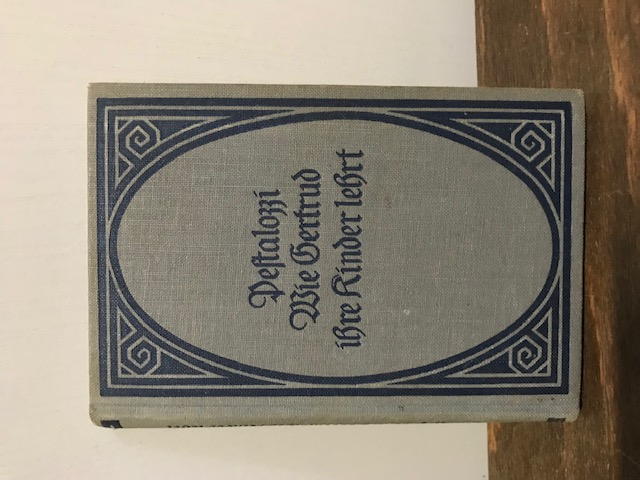 Pestalozzi
Wie Gertrud
ihre Kinder lehrt